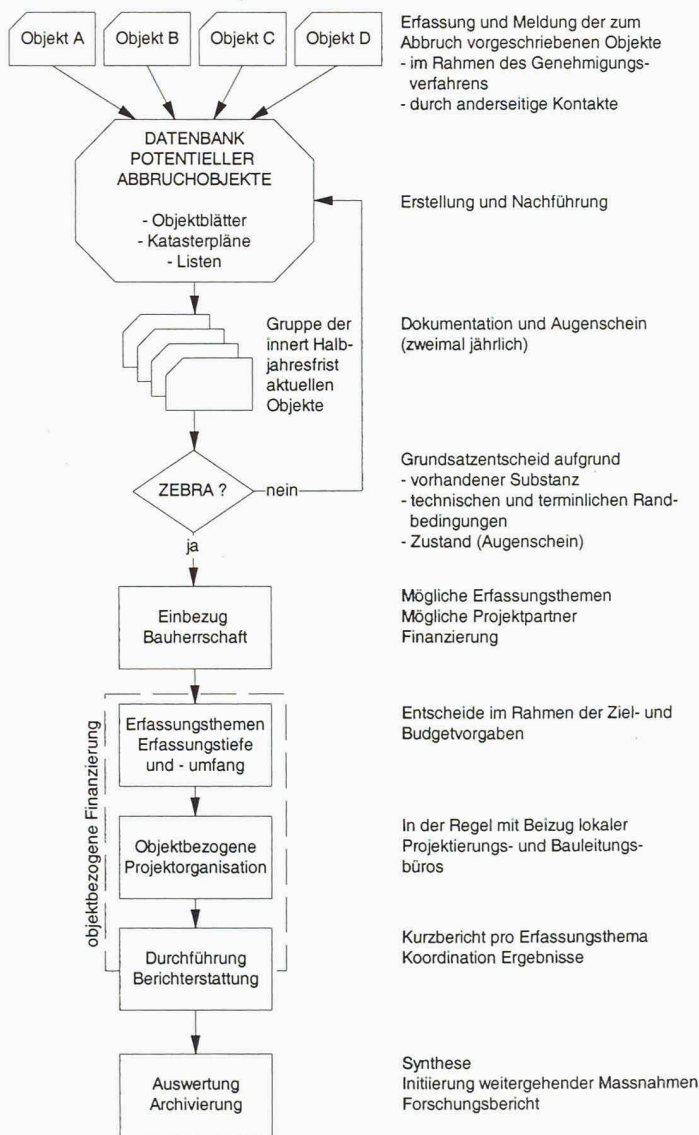 Objekt A
Objekt B
Objekt C
Objekt D
Erfassung und Meldung der zum
Abbruch vorgeschriebenen Objekte
- im Rahmen des Genehmigungs-
verfahrens
- durch anderseitige Kontakte
DATENBANK
POTENTIELLER
ABBRUCHOBJEKTE
- Objektblätter
- Katasterpläne
- Listen
Erstellung und Nachführung
Gruppe der
innert Halb-
jahresfrist
aktuellen
Objekte
Dokumentation und Augenschein
(zweimal jährlich)
ZEBRA ?
nein
ja
Grundsatzentscheid aufgrund
- vorhandener Substanz
- technischen und terminlichen Rand-
bedingungen
- Zustand (Augenschein)
Einbezug
Bauherrschaft
Mögliche Erfassungsthemen
Mögliche Projektpartner
Finanzierung
objektbezogene Finanzierung
Erfassungsthemen
Erfassungstiefe
und - umfang
Entscheide im Rahmen der Ziel- und
Budgetvorgaben
Objektbezogene
Projektorganisation
In der Regel mit Beizug lokaler
Projektierungs- und Bauleitungs-
büros
Durchführung
Berichterstattung
Kurzbericht pro Erfassungsthema
Koordination Ergebnisse
Auswertung
Archivierung
Synthese
Initiierung weitergehender Massnahmen
Forschungsbericht